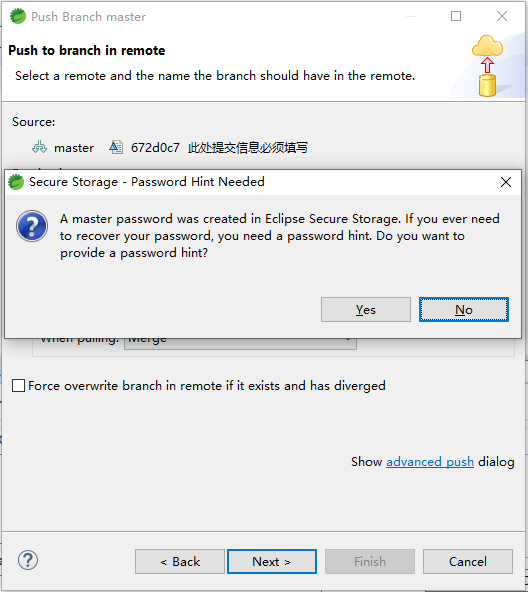 Push Branch master
Push to branch in remote
Select a remote and the name the branch should have in the remote.
Source:
master 672d0c7 此处提交信息必须填写
Secure Storage - Password Hint Needed
A master password was created in Eclipse Secure Storage. If you ever need
to recover your password, you need a password hint. Do you want to
provide a password hint?
Yes No
When pulling: Merge
Force overwrite branch in remote if it exists and has diverged
Show advanced push dialog
< Back Next > Finish Cancel